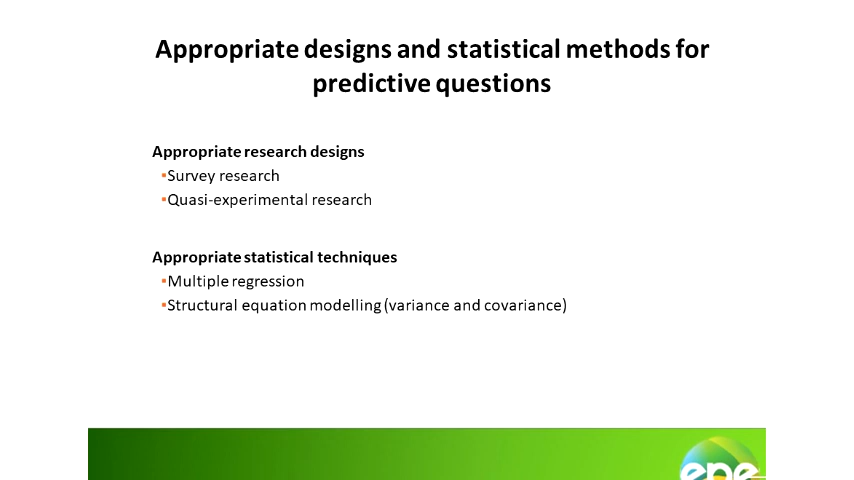 Appropriate designs and statistical methods for
predictive questions
Appropriate research designs
▪Survey research
▪Quasi-experimental research
Appropriate statistical techniques
▪Multiple regression
▪Structural equation modelling (variance and covariance)